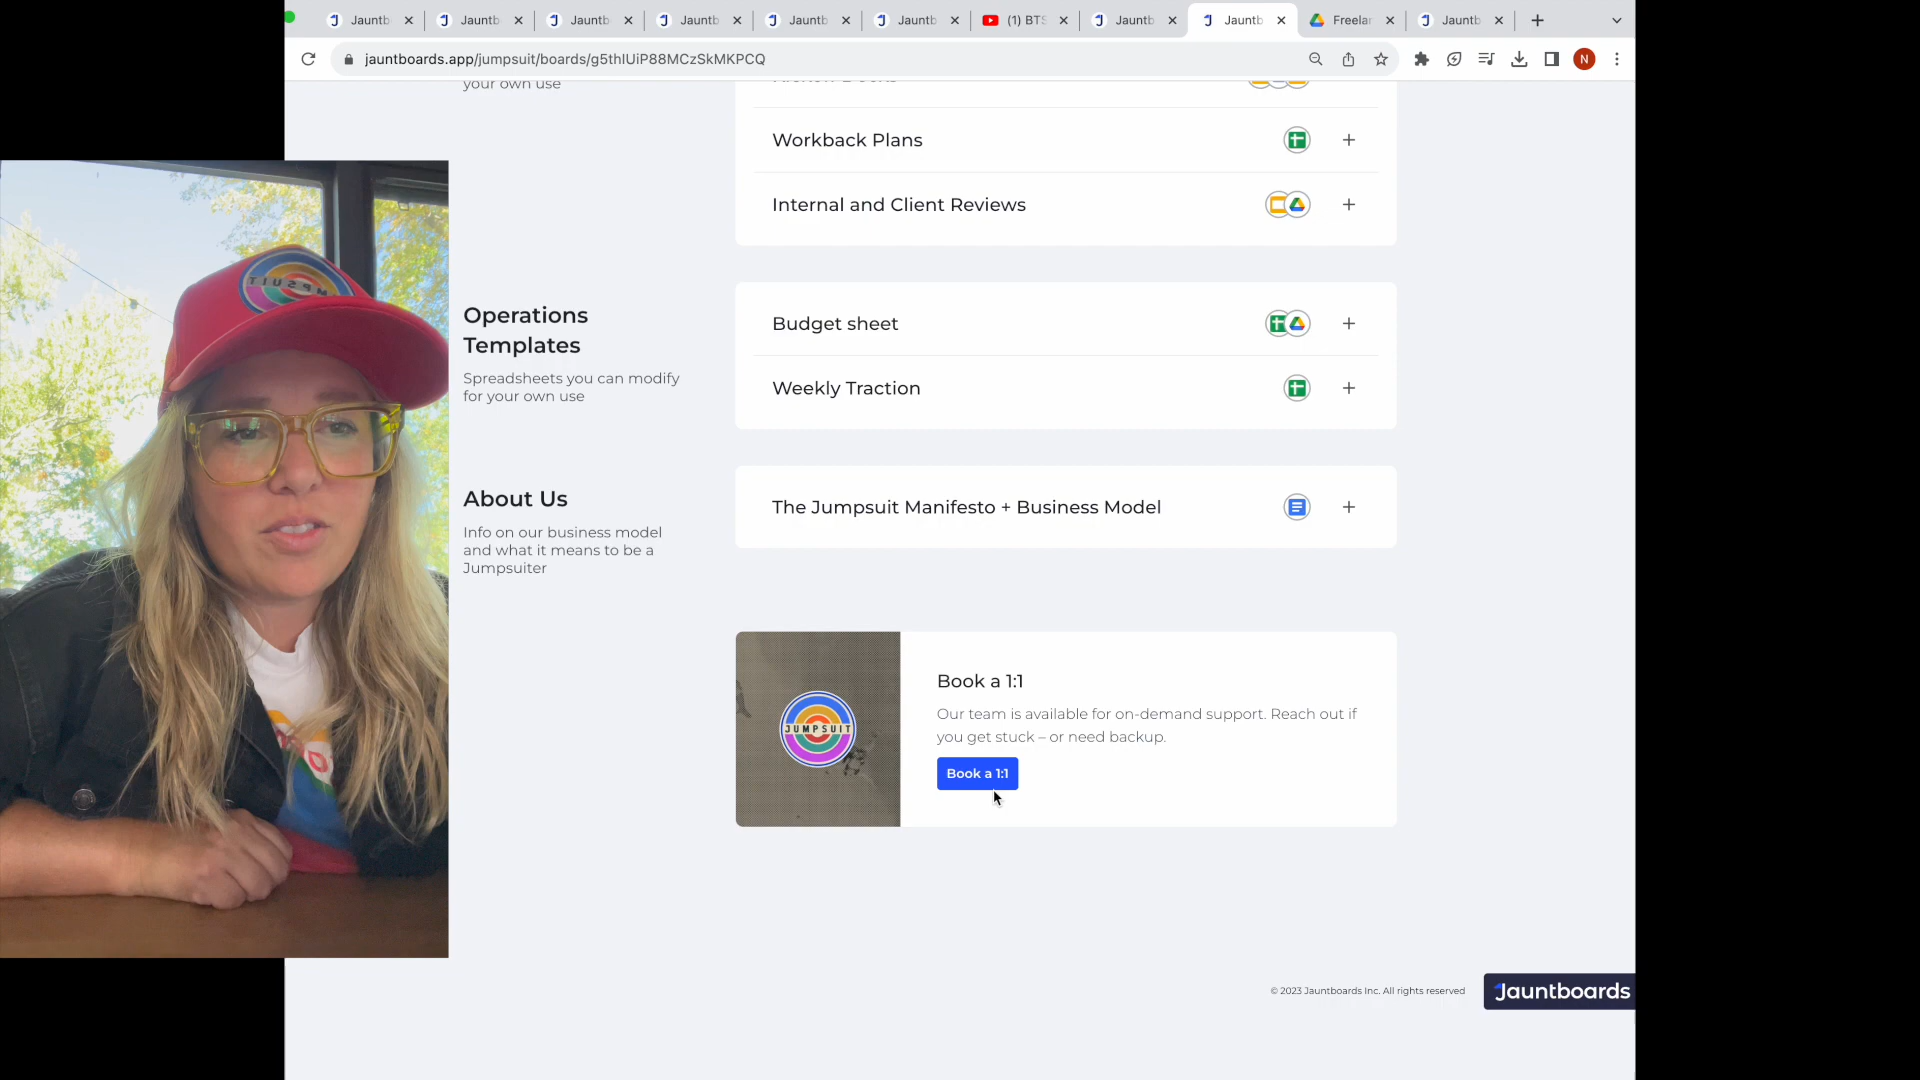 Jauntb
Jauntb
Jauntb
Jauntb
Jauntb
Jauntb
(1) BTS
Jauntb
Jauntb
Freelan
Jauntb
jauntboards.app/jumpsuit/boards/g5thIUiP88MCzSkMKPCQ
N
your own use
Workback Plans
Internal and Client Reviews
Operations
Templates
Spreadsheets you can modify
for your own use
Budget sheet
Weekly Traction
About Us
Info on our business model
and what it means to be a
Jumpsuiter
The Jumpsuit Manifesto + Business Model
JUMPSUIT
Book a 1:1
Our team is available for on-demand support. Reach out if
you get stuck – or need backup.
Book a 1:1
© 2023 Jauntboards Inc. All rights reserved
Jauntboards
JUMPSUIT